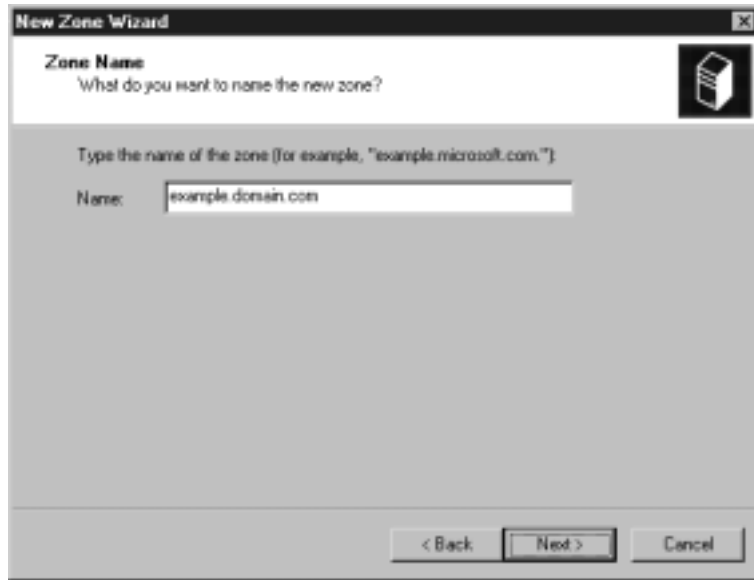 New Zone Wizard
Zone Name
What do you want to name the new zone?
Type the name of the zone (for example, "example.microsoft.com."):
Name: example.domain.com
< Back Next > Cancel